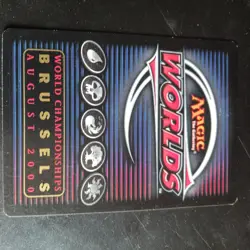 MAGIC
The Gathering
WORLDS
WORLD CHAMPIONSHIPS
BRUSSELS
AUGUST 2000